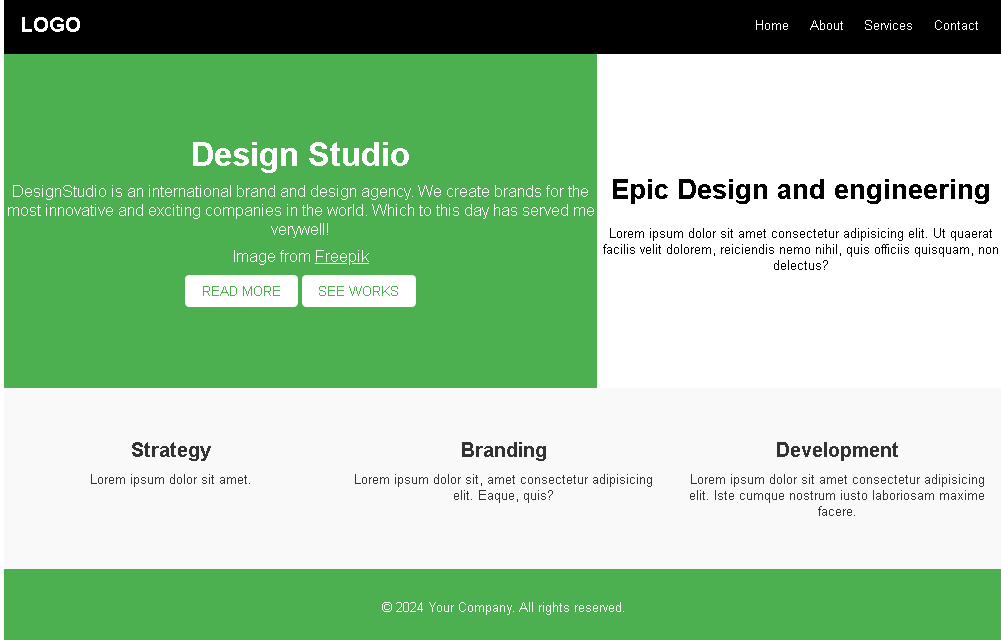 LOGO
Home About Services Contact
Design Studio
DesignStudio is an international brand and design agency. We create brands for the
most innovative and exciting companies in the world. Which to this day has served me
verywell!
Image from Freepik
READ MORE SEE WORKS
Epic Design and engineering
Lorem ipsum dolor sit amet consectetur adipisicing elit. Ut quaerat
facilis velit dolorem, reiciendis nemo nihil, quis officiis quisquam, non
delectus?
Strategy
Lorem ipsum dolor sit amet.
Branding
Lorem ipsum dolor sit, amet consectetur adipisicing
elit. Eaque, quis?
Development
Lorem ipsum dolor sit amet consectetur adipisicing
elit. Iste cumque nostrum iusto laboriosam maxime
facere.
© 2024 Your Company. All rights reserved.